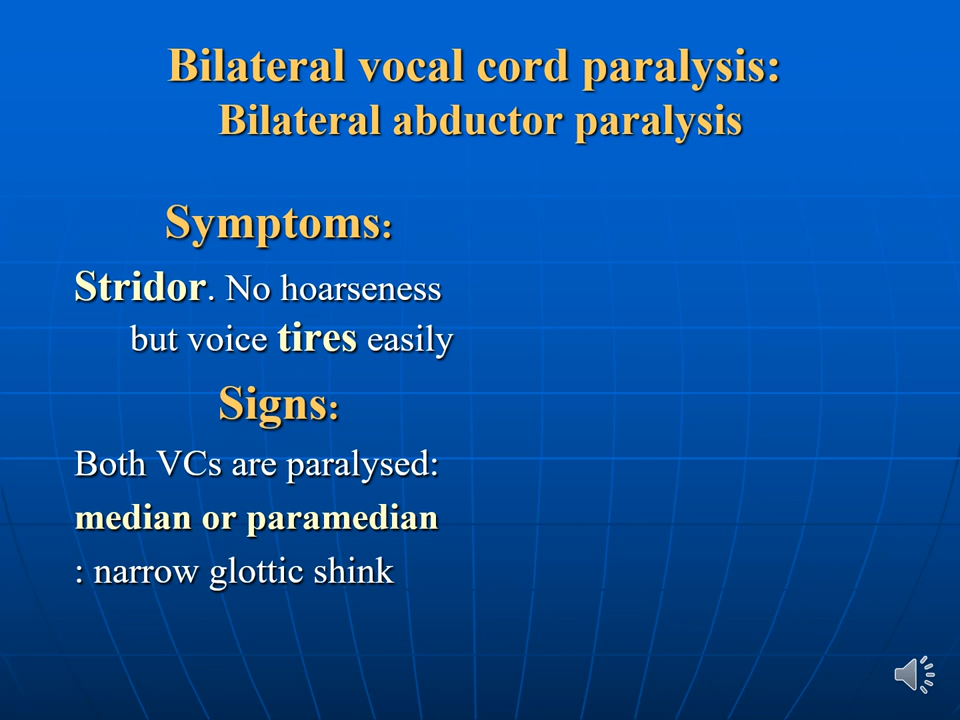 Bilateral vocal cord paralysis:
Bilateral abductor paralysis
Symptoms:
Stridor. No hoarseness
but voice tires easily
Signs:
Both VCs are paralysed:
median or paramedian
: narrow glottic shink